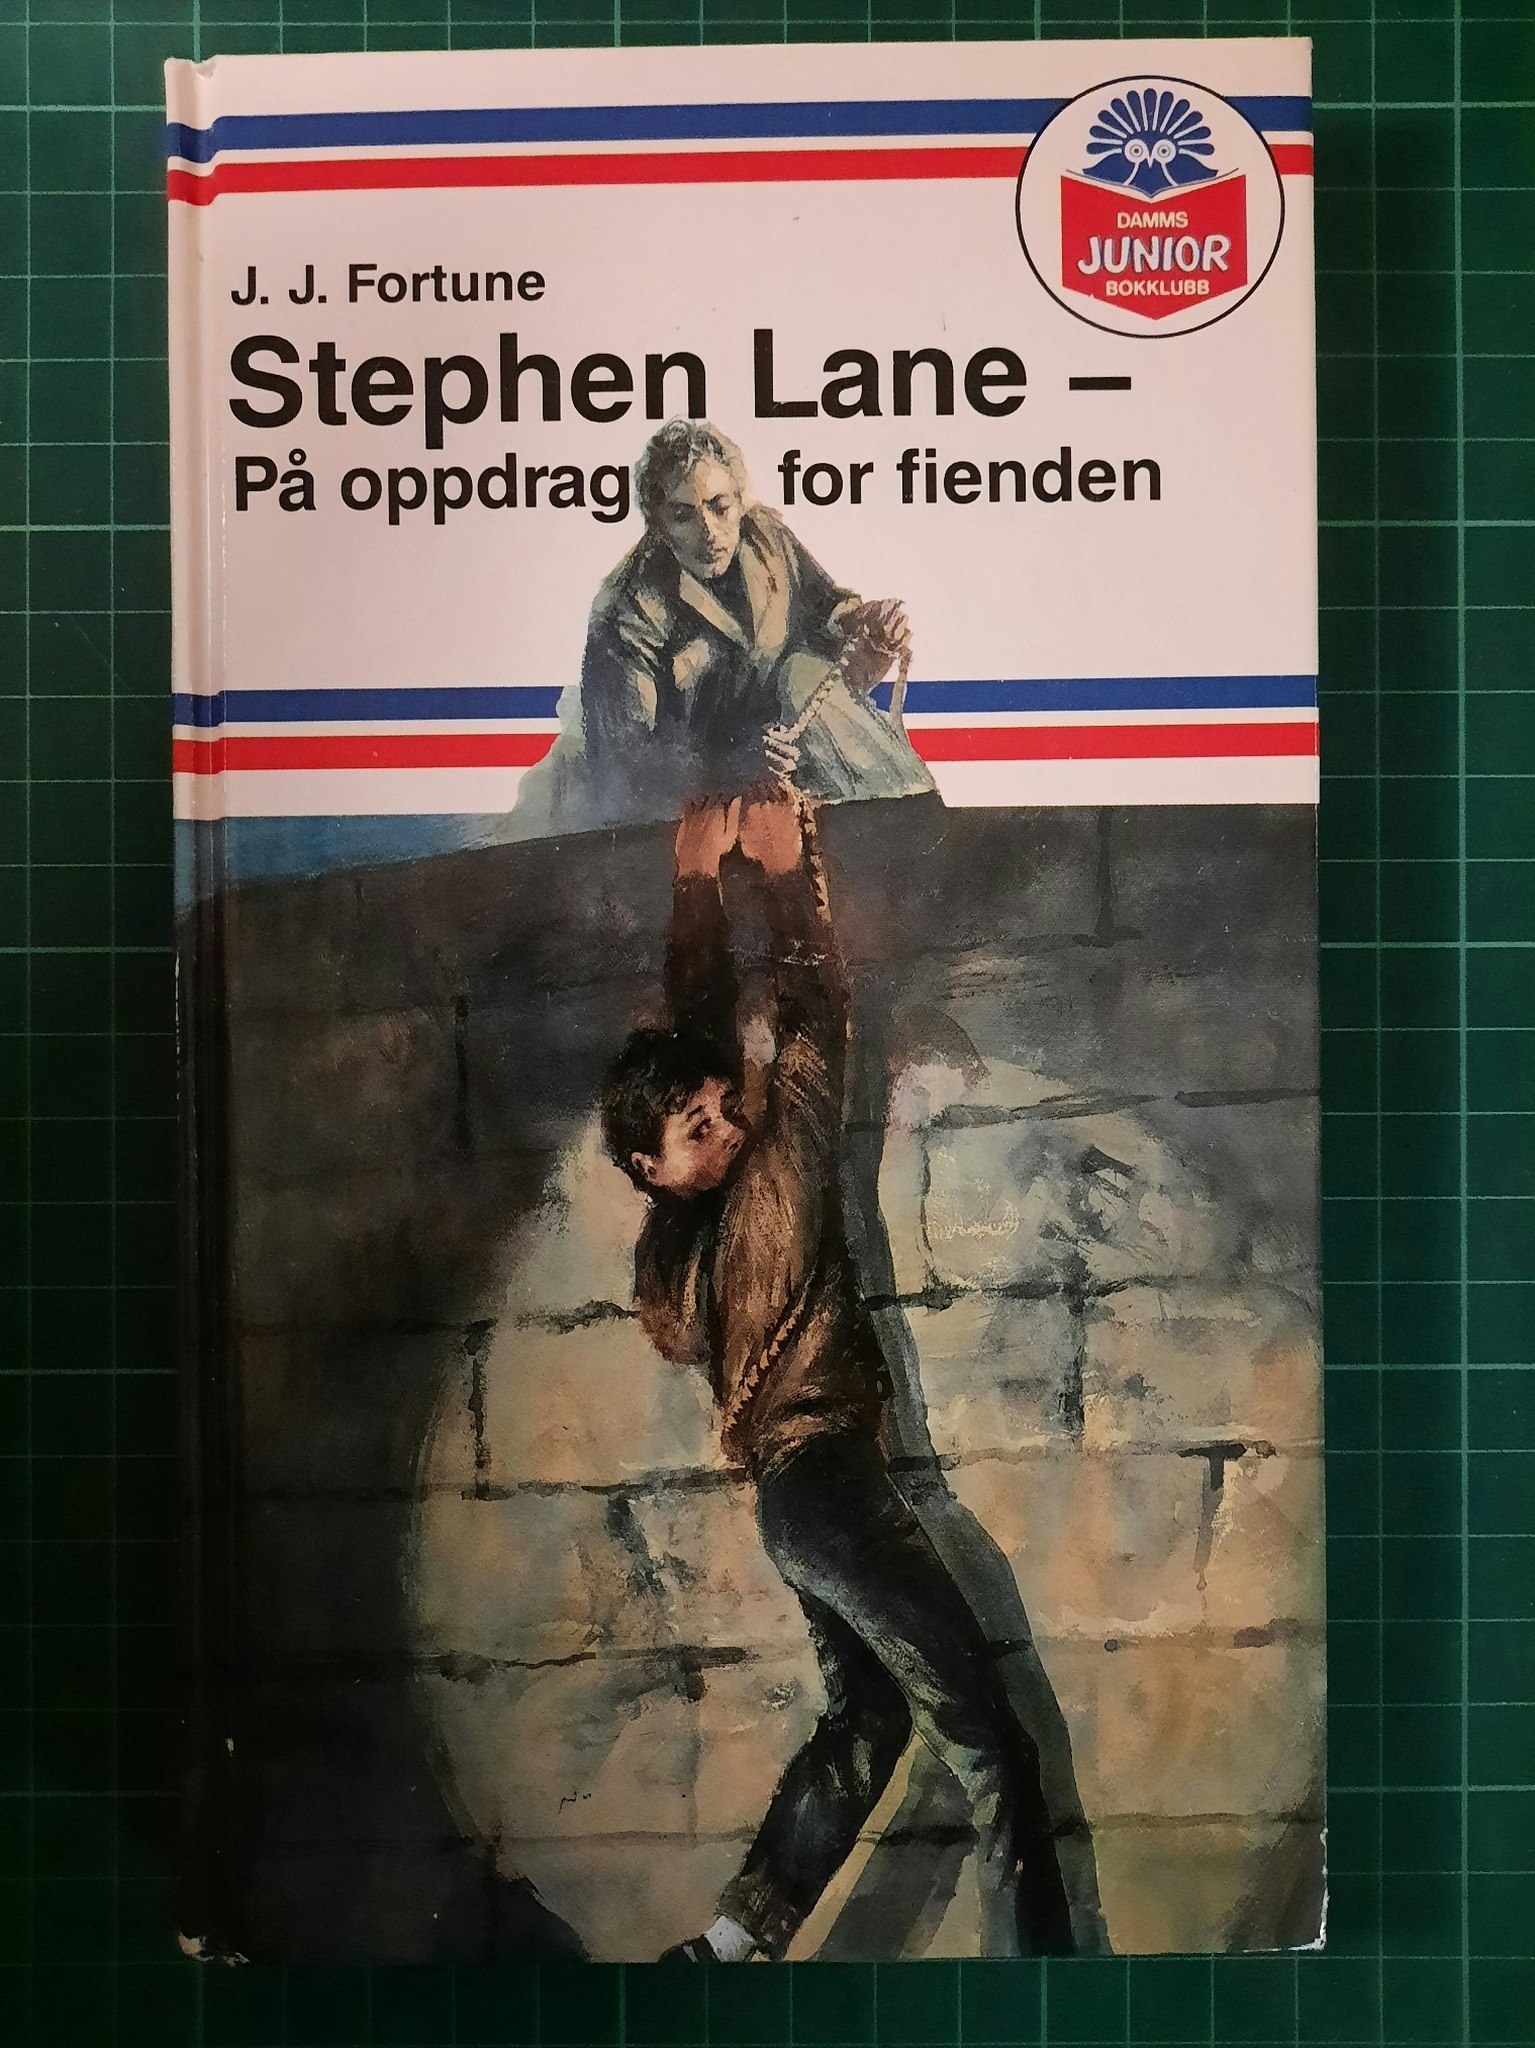 DAMMS
JUNIOR
BOKKLUBB
J. J. Fortune
Stephen Lane –
På oppdrag for fienden